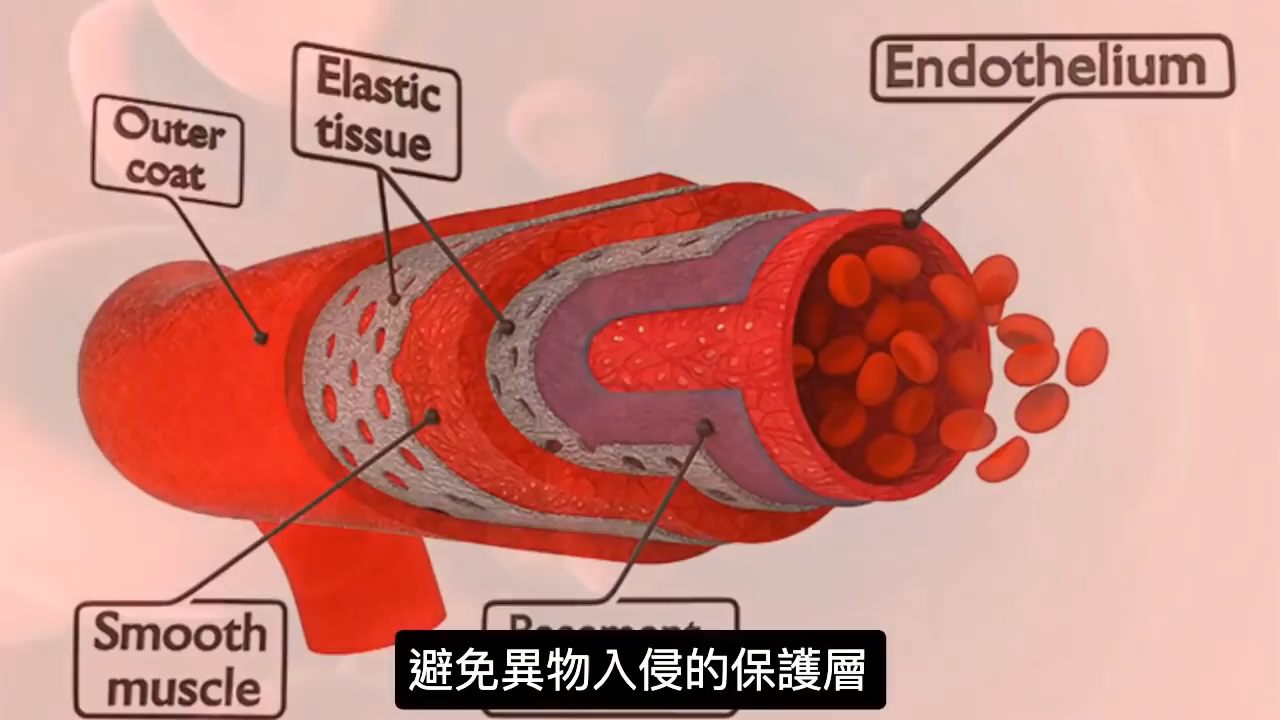 Outer
coat
Elastic
tissue
Endothelium
Smooth
muscle
避免異物入侵的保護層